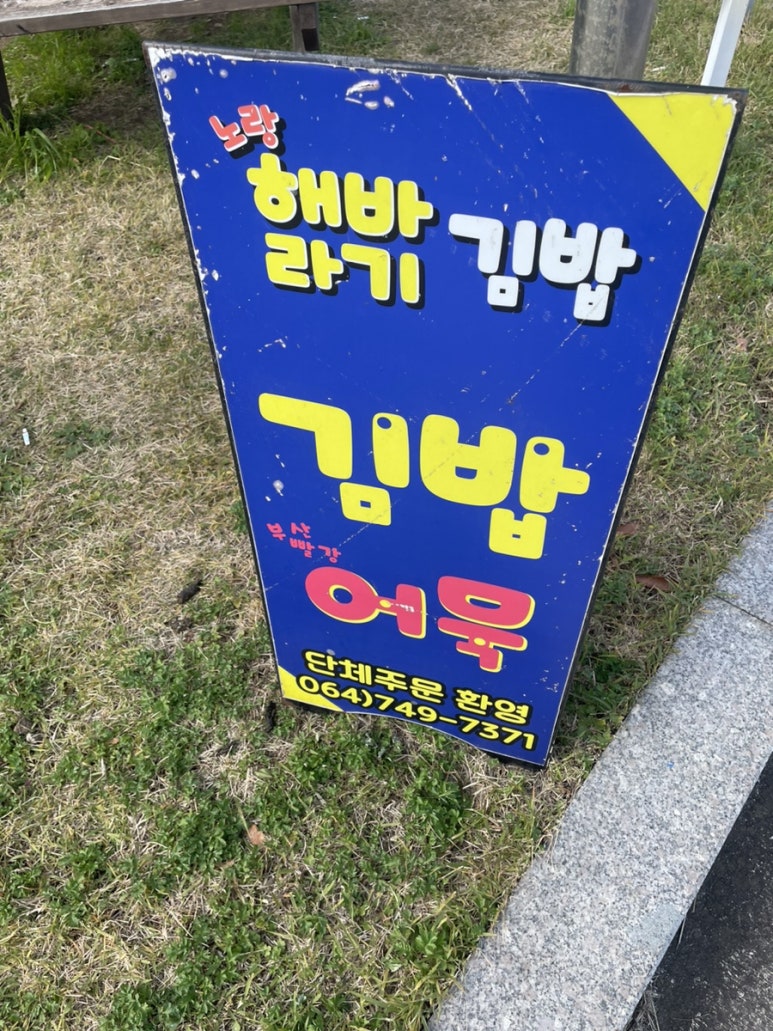 노랑
해바
라기 김밥
김밥
부산
빨강
어묵
단체주문 환영
064)749-7371